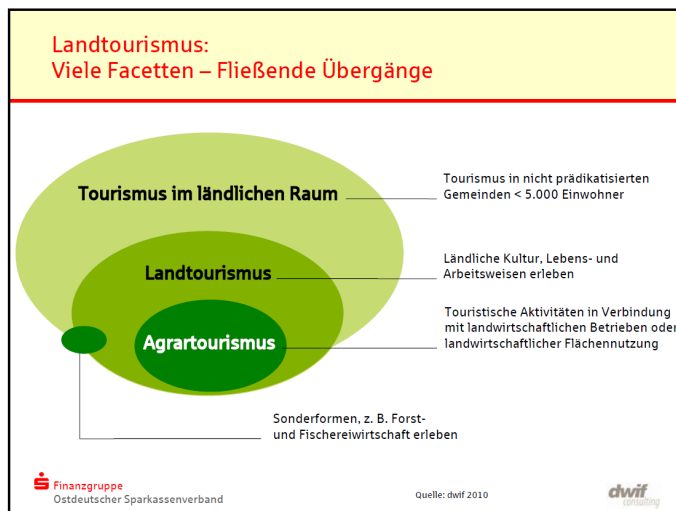 Landtourismus:
Viele Facetten – Fließende Übergänge
Tourismus im ländlichen Raum
Tourismus in nicht prädikatisierten
Gemeinden < 5.000 Einwohner
Landtourismus
Ländliche Kultur, Lebens- und
Arbeitsweisen erleben
Agrartourismus
Touristische Aktivitäten in Verbindung
mit landwirtschaftlichen Betrieben oder
landwirtschaftlicher Flächennutzung
Sonderformen, z. B. Forst-
und Fischereiwirtschaft erleben
Finanzgruppe
Ostdeutscher Sparkassenverband
Quelle: dwif 2010
dwif
consulting